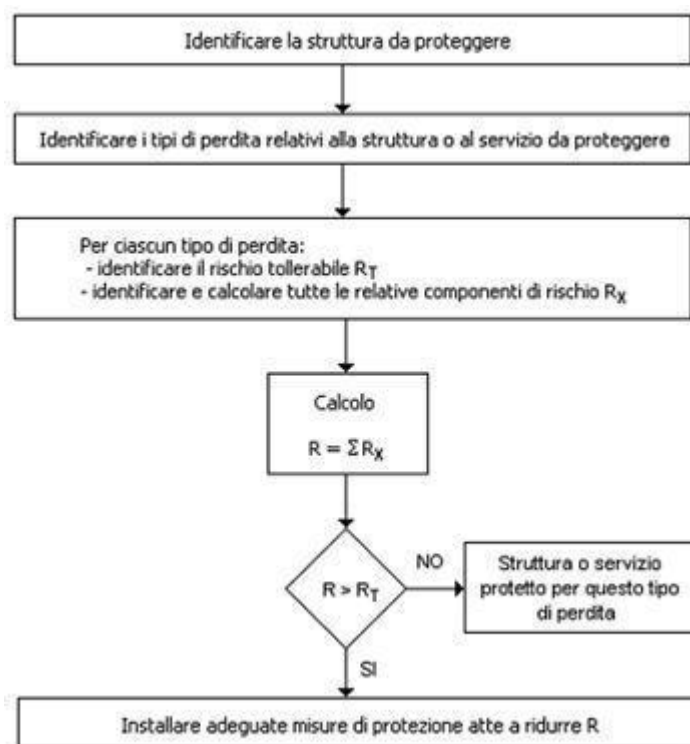 Identificare la struttura da proteggere
Identificare i tipi di perdita relativi alla struttura o al servizio da proteggere
Per ciascun tipo di perdita:
- identificare il rischio tollerabile RT
- identificare e calcolare tutte le relative componenti di rischio RX
Calcolo
R = ΣRX
R > RT
NO
Struttura o servizio
protetto per questo tipo
di perdita
SI
Installare adeguate misure di protezione atte a ridurre R